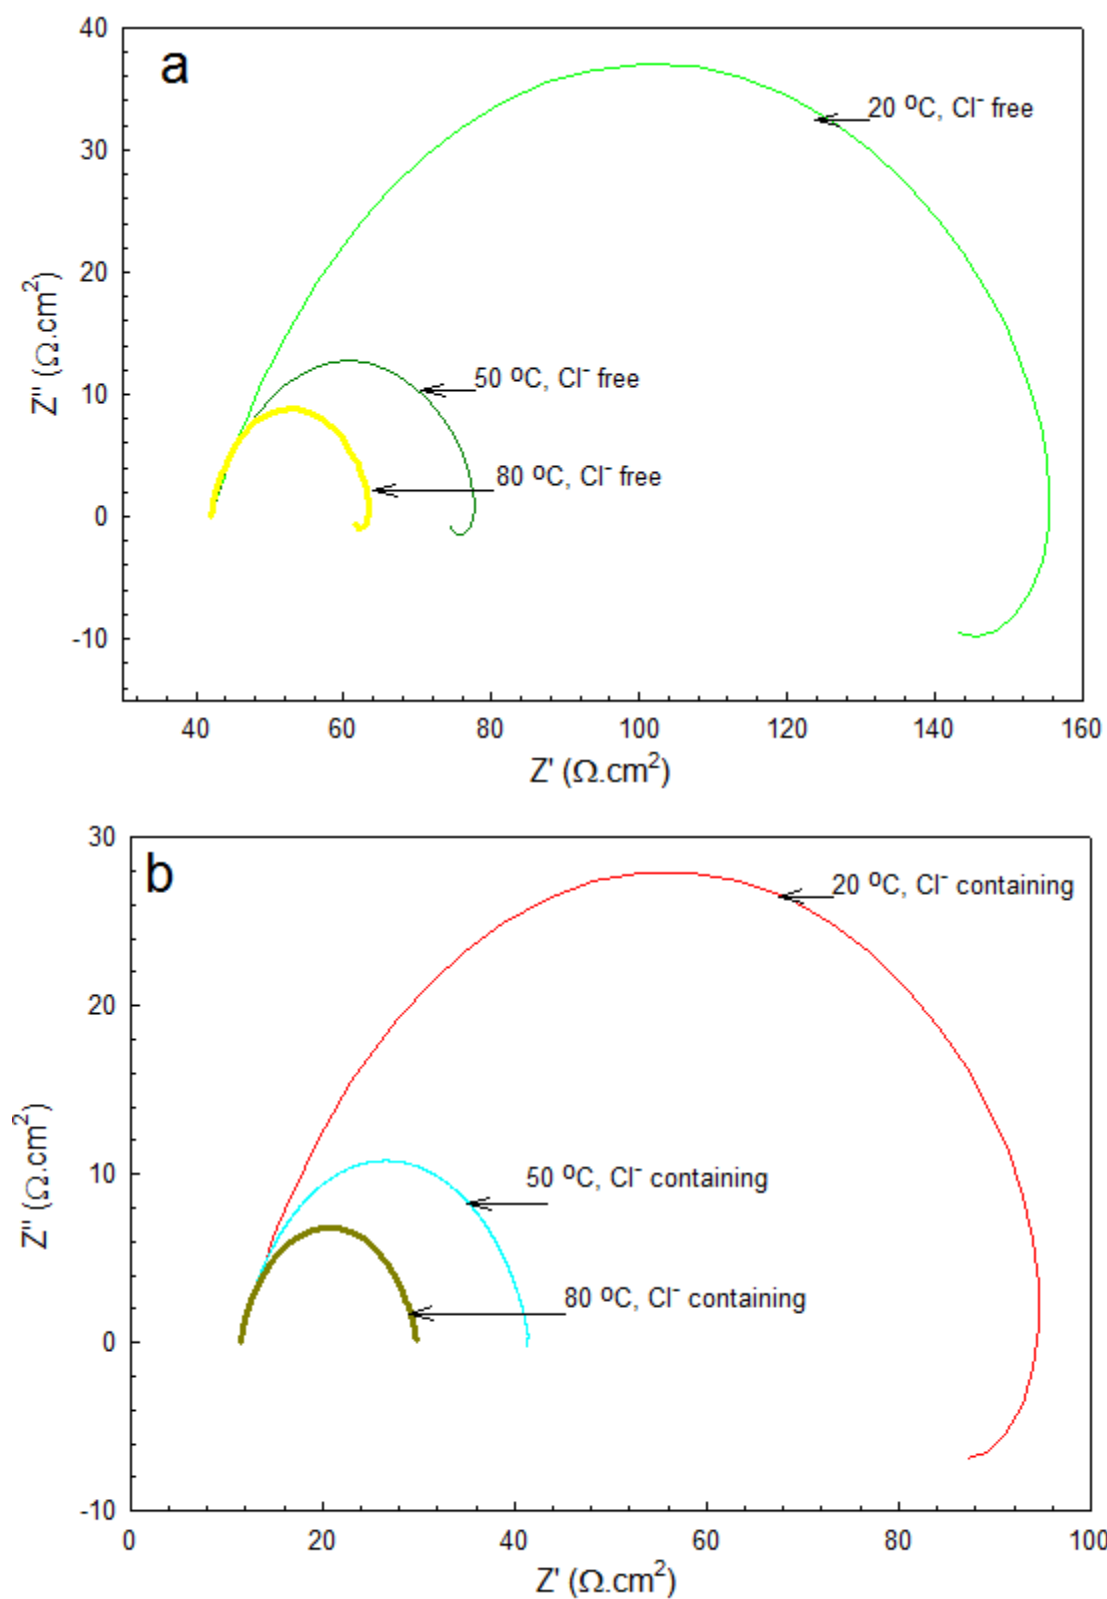 a
40
30
20
10
0
-10
Z" (Ω.cm²)
20 ºC, Cl⁻ free
50 ºC, Cl⁻ free
80 ºC, Cl⁻ free
40 60 80 100 120 140 160
Z' (Ω.cm²)
b
30
20
10
0
-10
Z" (Ω.cm²)
20 ºC, Cl⁻ containing
50 ºC, Cl⁻ containing
80 ºC, Cl⁻ containing
0 20 40 60 80 100
Z' (Ω.cm²)